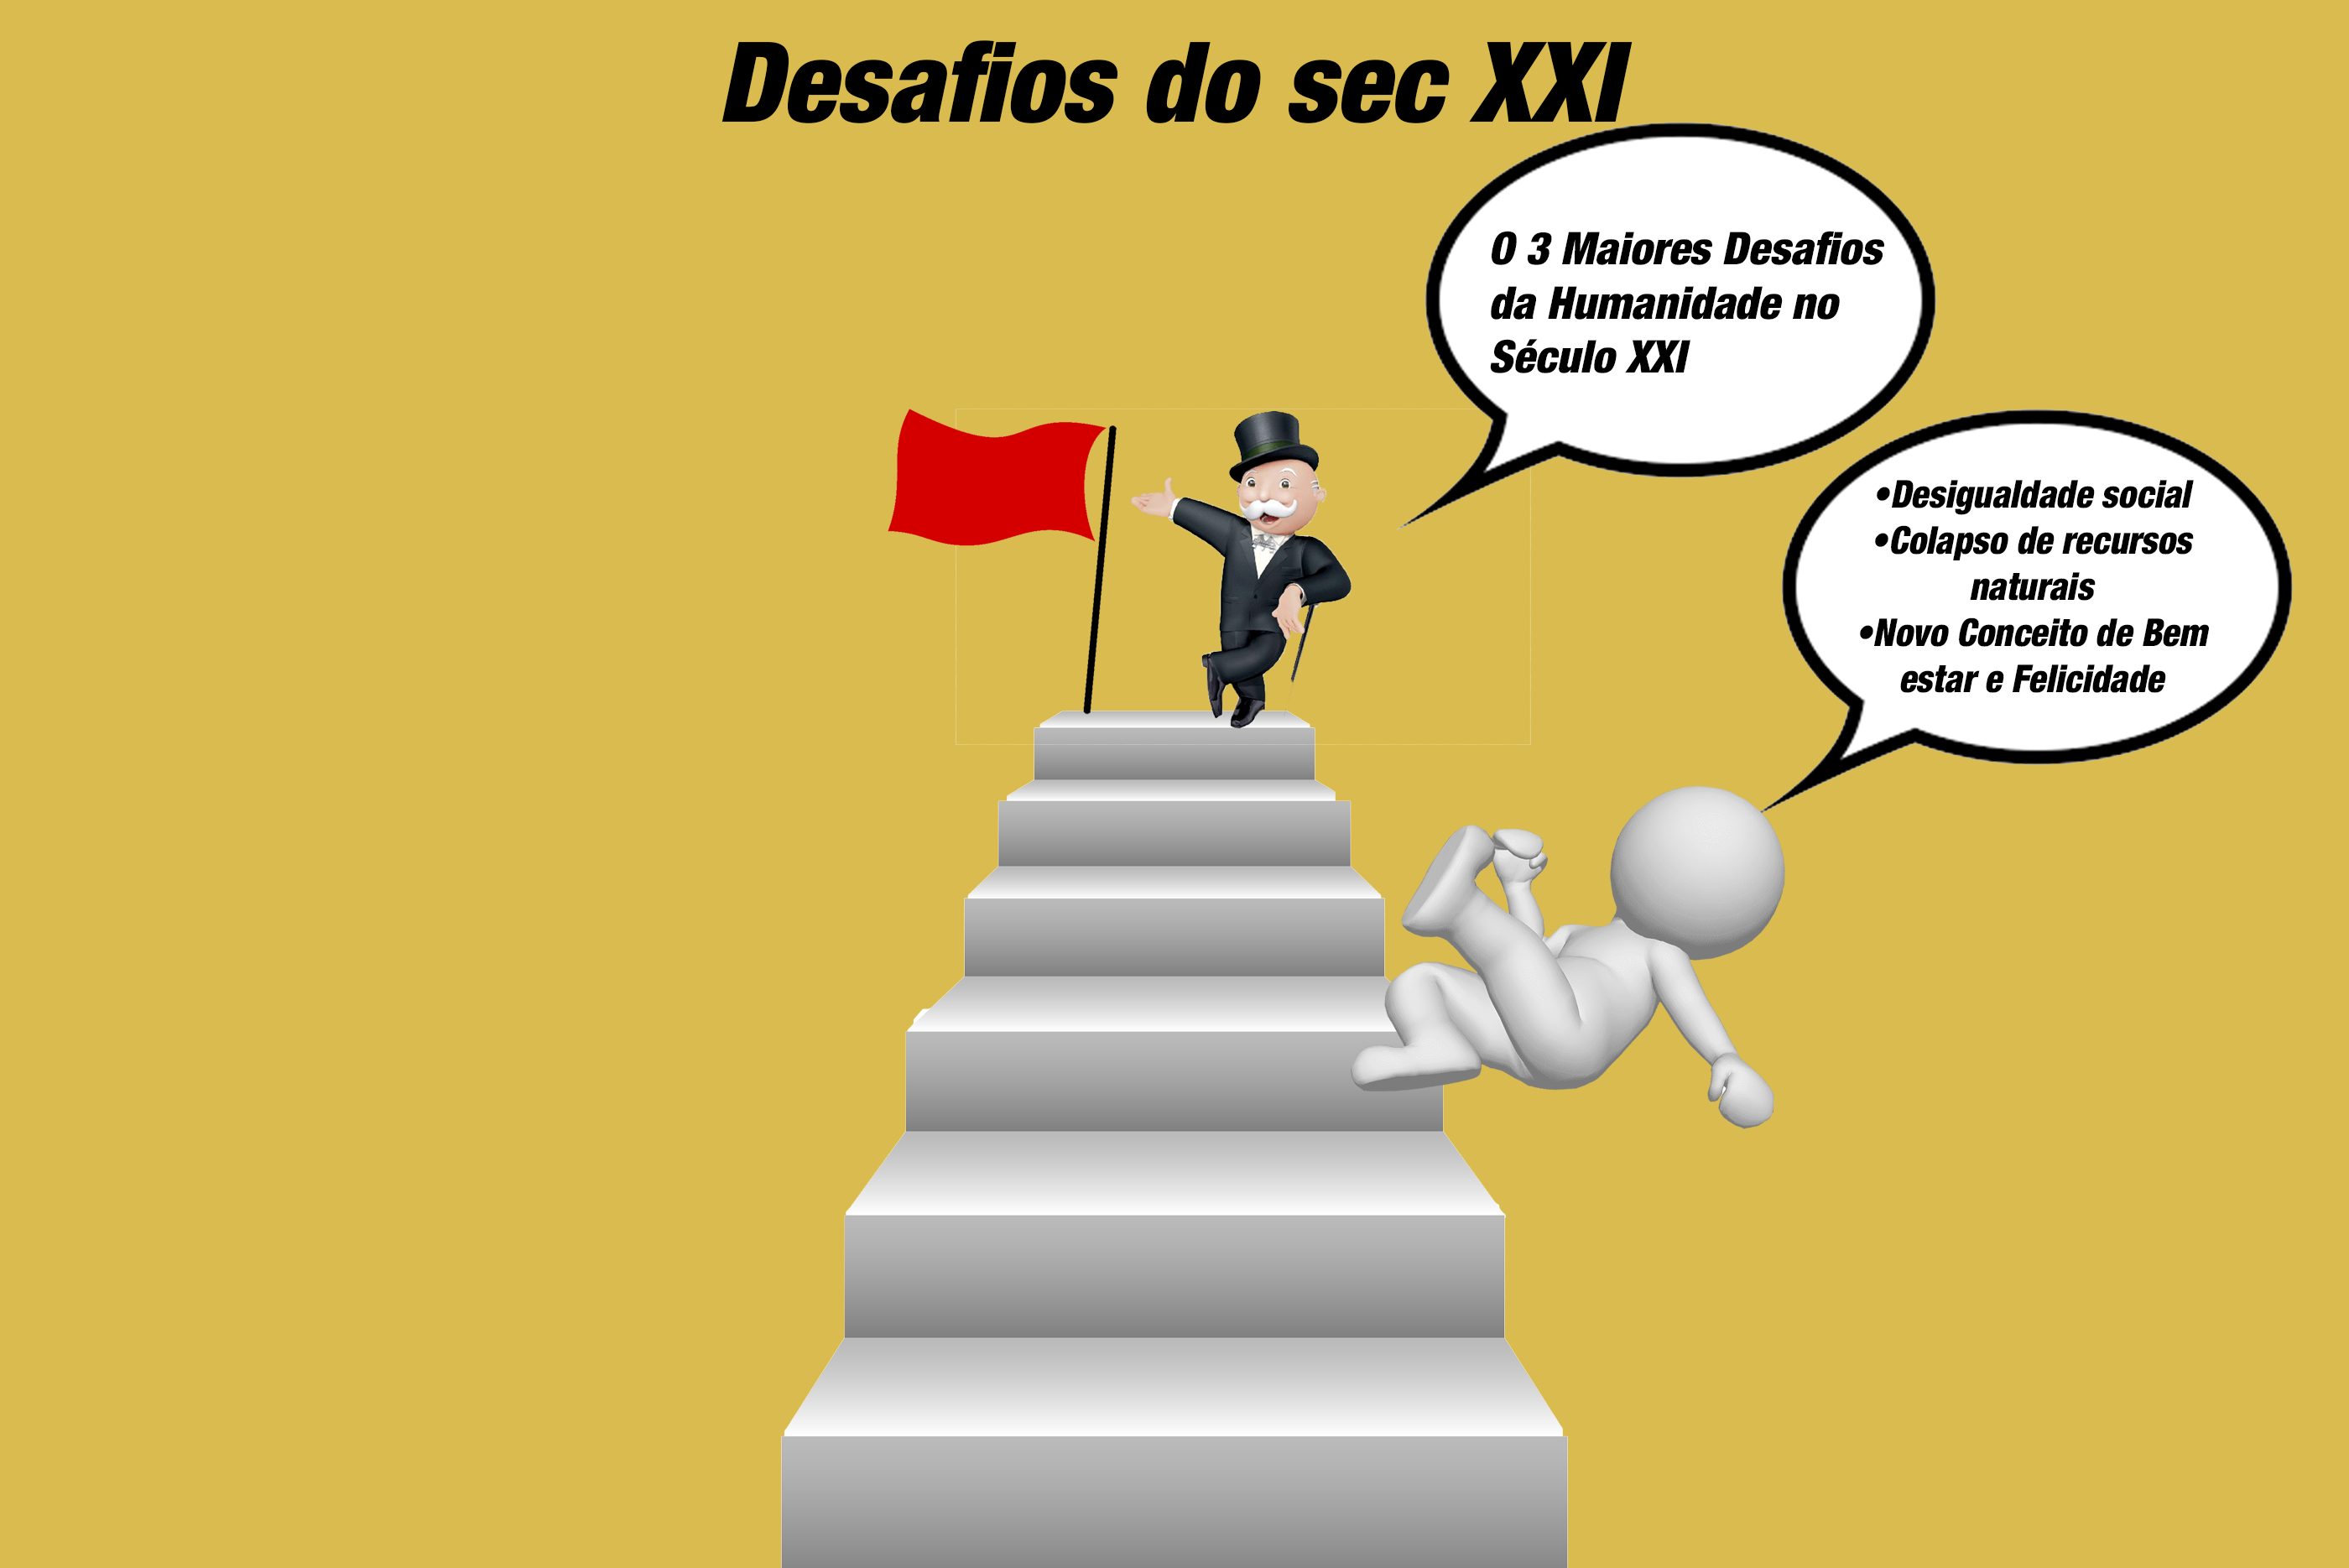 Desafios do sec XXI
O 3 Maiores Desafios
da Humanidade no
Século XXI
•Desigualdade social
•Colapso de recursos
naturais
•Novo Conceito de Bem
estar e Felicidade